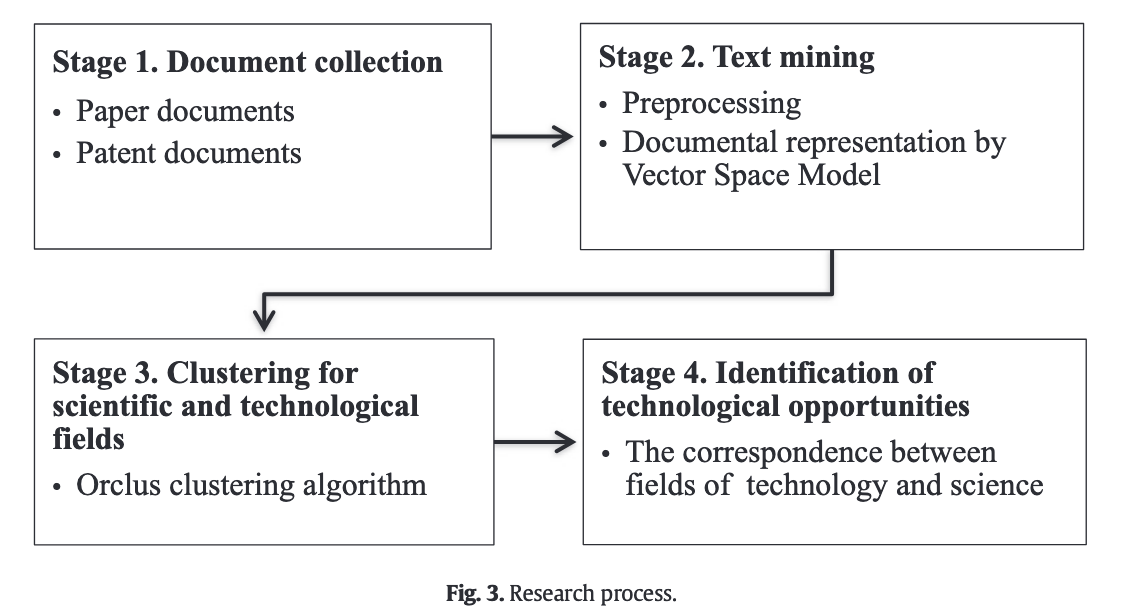 Stage 1. Document collection
• Paper documents
• Patent documents
Stage 2. Text mining
• Preprocessing
• Documental representation by
Vector Space Model
Stage 3. Clustering for
scientific and technological
fields
• Orclus clustering algorithm
Stage 4. Identification of
technological opportunities
• The correspondence between
fields of technology and science
Fig. 3. Research process.